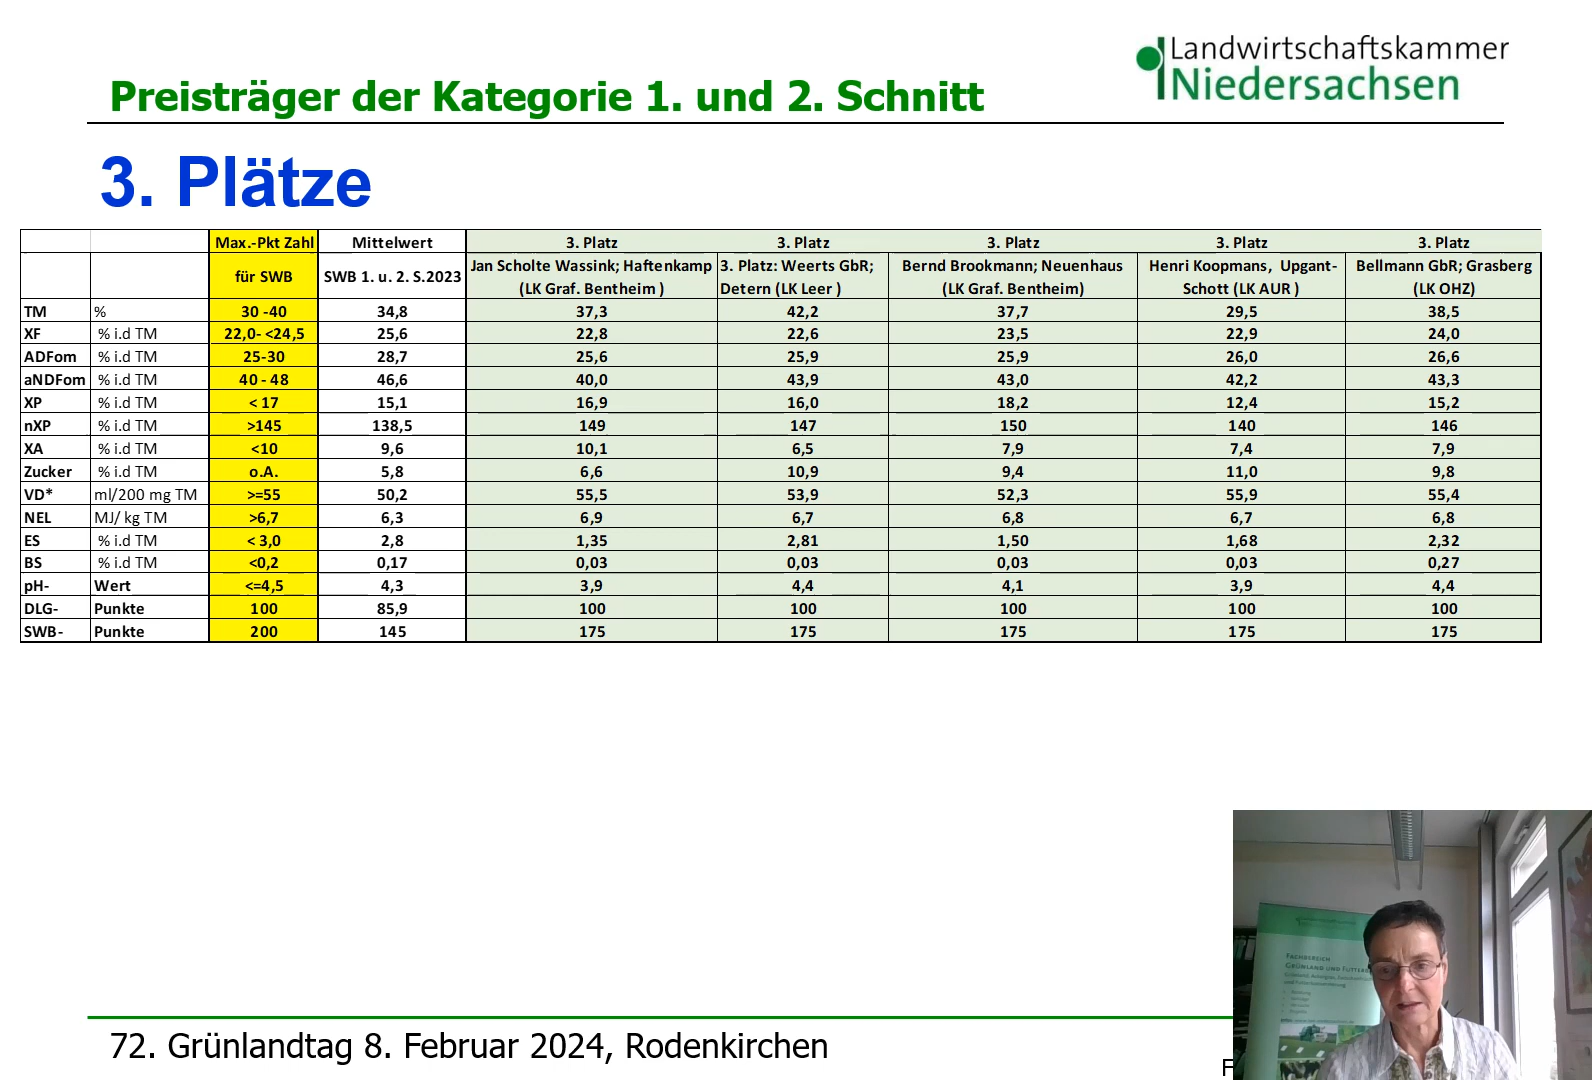 Landwirtschaftskammer
Niedersachsen
Preisträger der Kategorie 1. und 2. Schnitt
3. Plätze
Max.-Pkt Zahl Mittelwert 3. Platz 3. Platz 3. Platz 3. Platz 3. Platz
für SWB SWB 1. u. 2. S.2023 Jan Scholte Wassink; Haftenkamp (LK Graf. Bentheim ) 3. Platz: Weerts GbR; Detern (LK Leer ) Bernd Brookmann; Neuenhaus (LK Graf. Bentheim) Henri Koopmans, Upgant-Schott (LK AUR ) Bellmann GbR; Grasberg (LK OHZ)
TM % 30 -40 34,8 37,3 42,2 37,7 29,5 38,5
XF % i.d TM 22,0- <24,5 25,6 22,8 22,6 23,5 22,9 24,0
ADFom % i.d TM 25-30 28,7 25,6 25,9 25,9 26,0 26,6
aNDFom % i.d TM 40 - 48 46,6 40,0 43,9 43,0 42,2 43,3
XP % i.d TM < 17 15,1 16,9 16,0 18,2 12,4 15,2
nXP % i.d TM >145 138,5 149 147 150 140 146
XA % i.d TM <10 9,6 10,1 6,5 7,9 7,4 7,9
Zucker % i.d TM o.A. 5,8 6,6 10,9 9,4 11,0 9,8
VD* ml/200 mg TM >=55 50,2 55,5 53,9 52,3 55,9 55,4
NEL MJ/ kg TM >6,7 6,3 6,9 6,7 6,8 6,7 6,8
ES % i.d TM < 3,0 2,8 1,35 2,81 1,50 1,68 2,32
BS % i.d TM <0,2 0,17 0,03 0,03 0,03 0,03 0,27
pH- Wert <=4,5 4,3 3,9 4,4 4,1 3,9 4,4
DLG- Punkte 100 85,9 100 100 100 100 100
SWB- Punkte 200 145 175 175 175 175 175
FACHBEREICH
GRÜNLAND UND
72. Grünlandtag 8. Februar 2024, Rodenkirchen
F